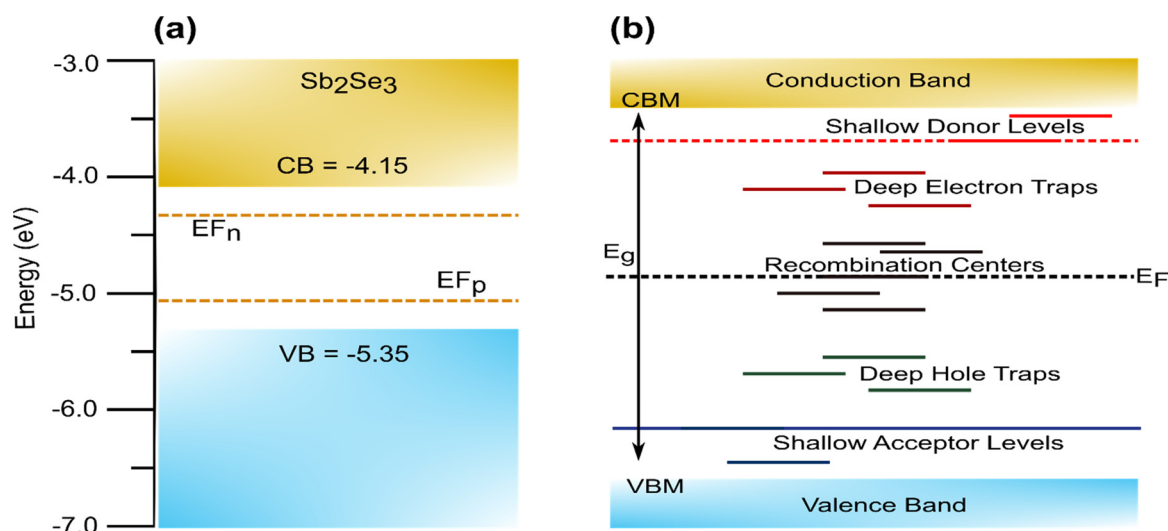 (a)
Energy (eV)
-3.0
-4.0
-5.0
-6.0
-7.0
Sb2Se3
CB = -4.15
EFn
EFp
VB = -5.35
(b)
Conduction Band
CBM
Shallow Donor Levels
Deep Electron Traps
Eg
Recombination Centers
EF
Deep Hole Traps
Shallow Acceptor Levels
VBM
Valence Band